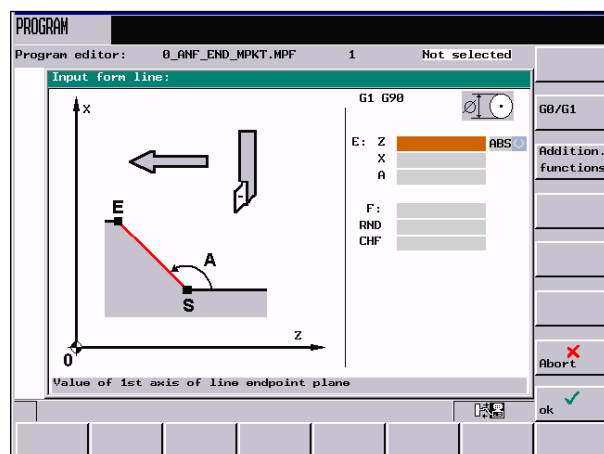 PROGRAM
Program editor: 0_ANF_END_MPKT.MPF 1 Not selected
Input form line:
G1 G90
X
E: Z ABS
X
A
F:
RND
CHF
E
A
S
Z
0
Value of 1st axis of line endpoint plane
G0/G1
Addition.
functions
Abort
ok